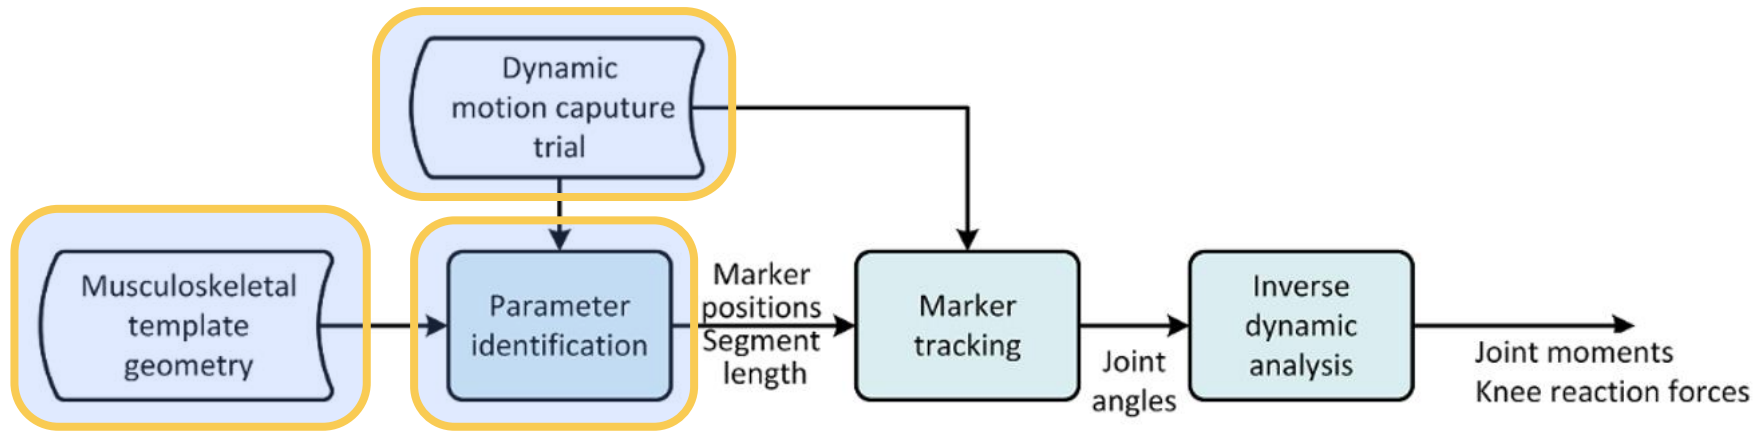 Dynamic
motion caputure
trial
Musculoskeletal
template
geometry
Parameter
identification
Marker
positions
Segment
length
Marker
tracking
Joint
angles
Inverse
dynamic
analysis
Joint moments
Knee reaction forces